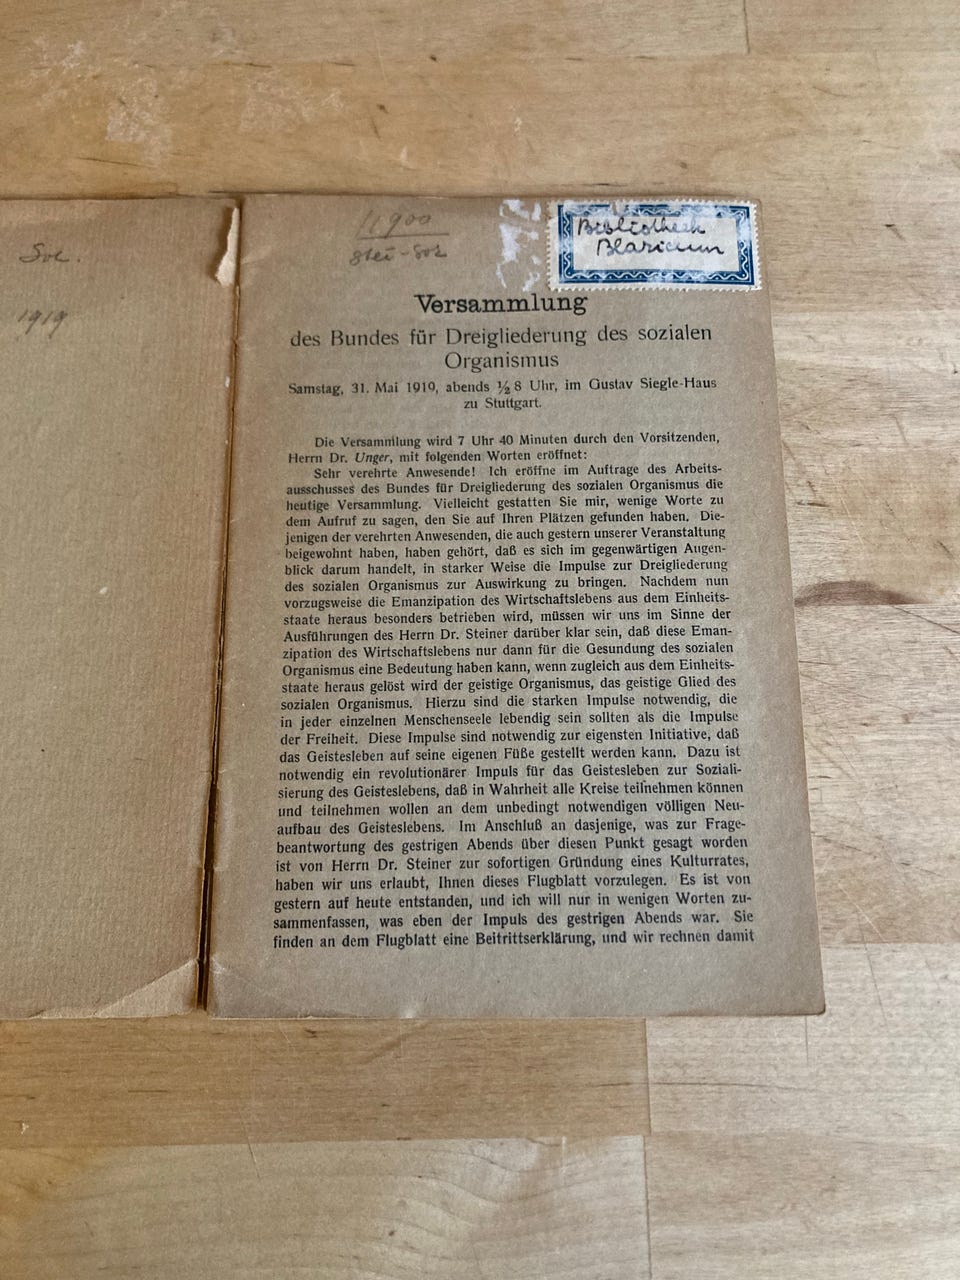 Soc.
1919
11900
Stei-Soz
Bibliotheek
Blaricum
Versammlung
des Bundes für Dreigliederung des sozialen
Organismus
Samstag, 31. Mai 1919, abends ½ 8 Uhr, im Gustav Siegle-Haus
zu Stuttgart.
Die Versammlung wird 7 Uhr 40 Minuten durch den Vorsitzenden,
Herrn Dr. Unger, mit folgenden Worten eröffnet:
Sehr verehrte Anwesende! Ich eröffne im Auftrage des Arbeits-
ausschusses des Bundes für Dreigliederung des sozialen Organismus die
heutige Versammlung. Vielleicht gestatten Sie mir, wenige Worte zu
dem Aufruf zu sagen, den Sie auf Ihren Plätzen gefunden haben. Die-
jenigen der verehrten Anwesenden, die auch gestern unserer Veranstaltung
beigewohnt haben, haben gehört, daß es sich im gegenwärtigen Augen-
blick darum handelt, in starker Weise die Impulse zur Dreigliederung
des sozialen Organismus zur Auswirkung zu bringen. Nachdem nun
vorzugsweise die Emanzipation des Wirtschaftslebens aus dem Einheits-
staate heraus besonders betrieben wird, müssen wir uns im Sinne der
Ausführungen des Herrn Dr. Steiner darüber klar sein, daß diese Eman-
zipation des Wirtschaftslebens nur dann für die Gesundung des sozialen
Organismus eine Bedeutung haben kann, wenn zugleich aus dem Einheits-
staate heraus gelöst wird der geistige Organismus, das geistige Glied des
sozialen Organismus. Hierzu sind die starken Impulse notwendig, die
in jeder einzelnen Menschenseele lebendig sein sollten als die Impulse
der Freiheit. Diese Impulse sind notwendig zur eigensten Initiative, daß
das Geistesleben auf seine eigenen Füße gestellt werden kann. Dazu ist
notwendig ein revolutionärer Impuls für das Geistesleben zur Soziali-
sierung des Geisteslebens, daß in Wahrheit alle Kreise teilnehmen können
und teilnehmen wollen an dem unbedingt notwendigen völligen Neu-
aufbau des Geisteslebens. Im Anschluß an dasjenige, was zur Frage-
beantwortung des gestrigen Abends über diesen Punkt gesagt worden
ist von Herrn Dr. Steiner zur sofortigen Gründung eines Kulturrates,
haben wir uns erlaubt, Ihnen dieses Flugblatt vorzulegen. Es ist von
gestern auf heute entstanden, und ich will nur in wenigen Worten zu-
sammenfassen, was eben der Impuls des gestrigen Abends war. Sie
finden an dem Flugblatt eine Beitrittserklärung, und wir rechnen damit